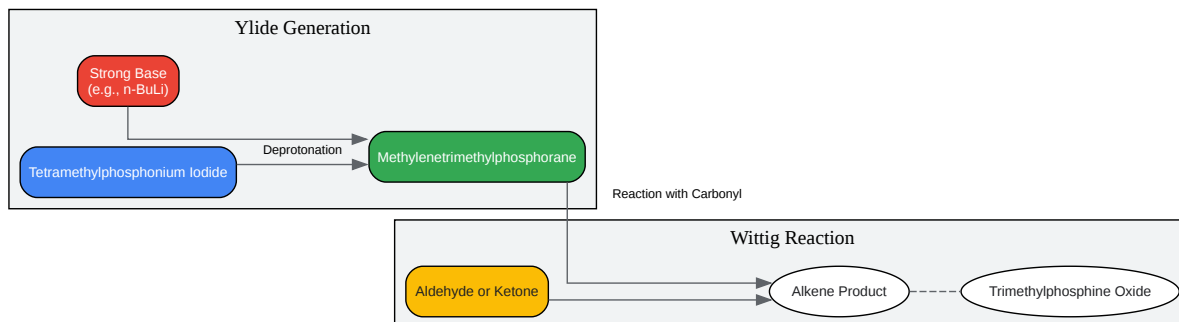 Ylide Generation
Strong Base
(e.g., n-BuLi)
Deprotonation
Tetramethylphosphonium Iodide
Methylenetrimethylphosphorane
Reaction with Carbonyl
Wittig Reaction
Aldehyde or Ketone
Alkene Product
Trimethylphosphine Oxide